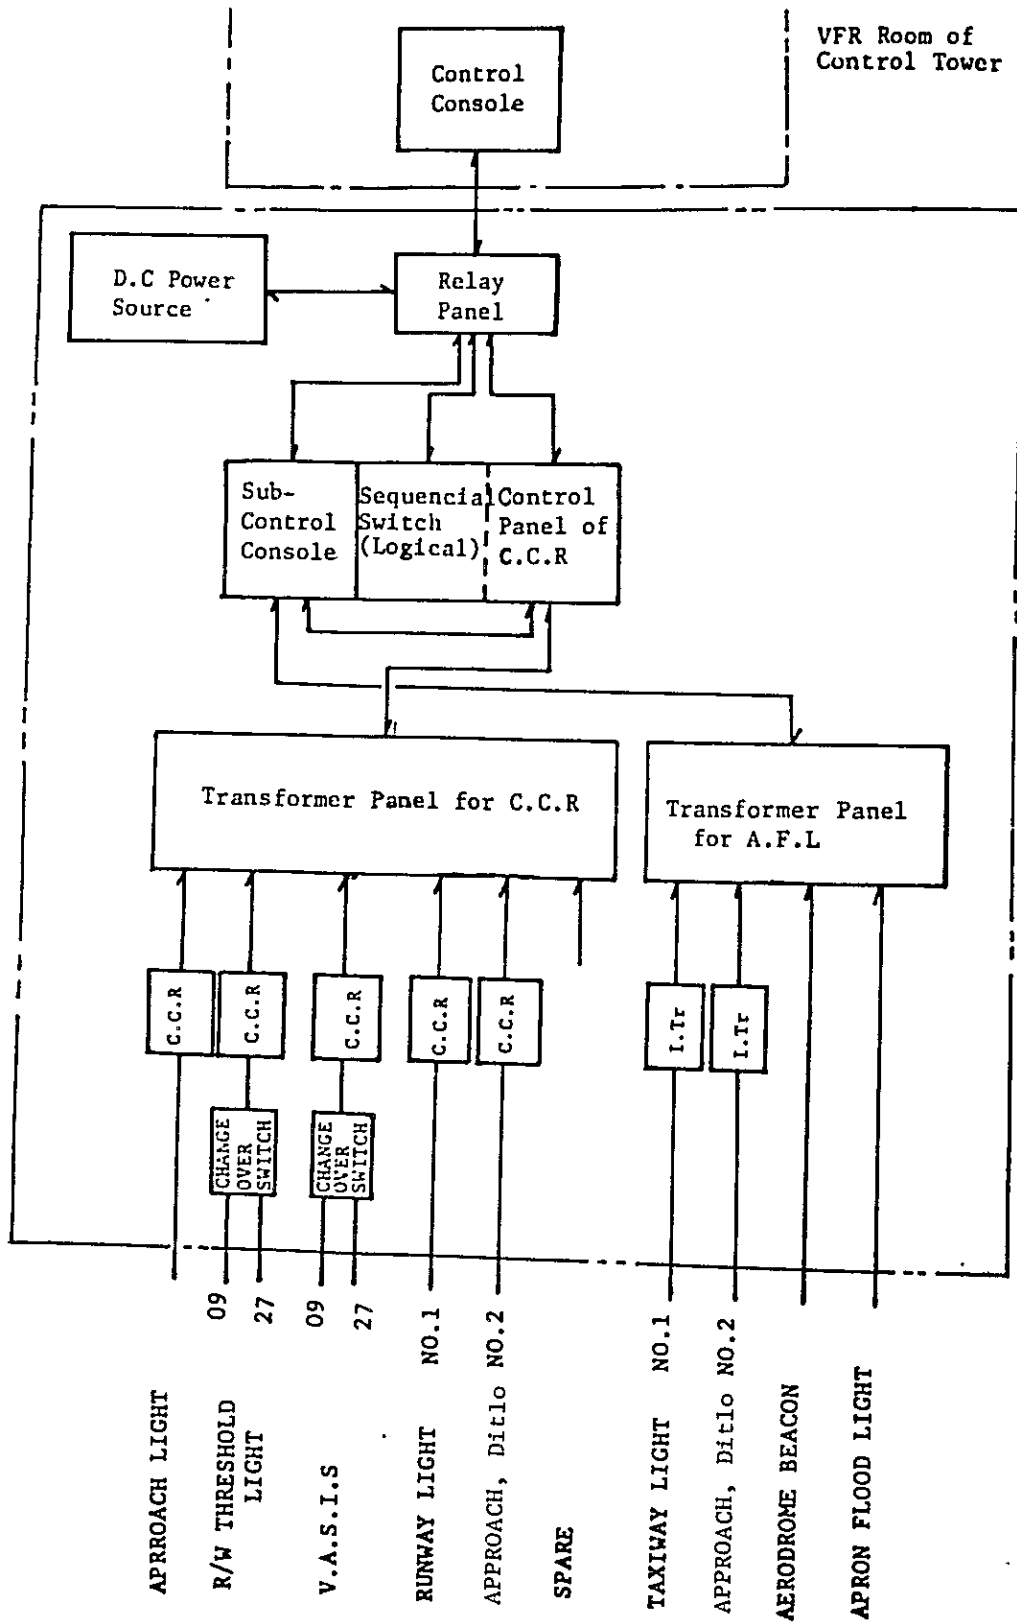 VFR Room of
Control Tower
Control
Console
D.C Power
Source
Relay
Panel
Sub-
Control
Console
Sequencial
Switch
(Logical)
Control
Panel of
C.C.R
Transformer Panel for C.C.R
Transformer Panel
for A.F.L
C.C.R
C.C.R
C.C.R
C.C.R
C.C.R
I.Tr
I.Tr
CHANGE
OVER
SWITCH
CHANGE
OVER
SWITCH
09
27
09
27
APRROACH LIGHT
R/W THRESHOLD
LIGHT
V.A.S.I.S
RUNWAY LIGHT NO.1
APPROACH, Ditlo NO.2
SPARE
TAXIWAY LIGHT NO.1
APPROACH, Ditlo NO.2
AERODROME BEACON
APRON FLOOD LIGHT